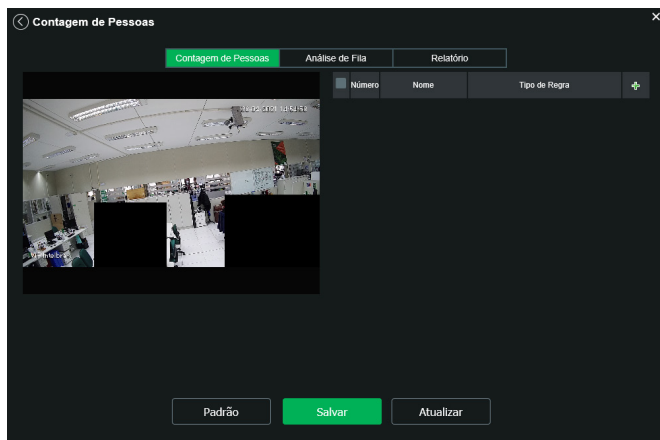 Contagem de Pessoas
Contagem de Pessoas Análise de Fila Relatório
Número Nome Tipo de Regra
Padrão Salvar Atualizar